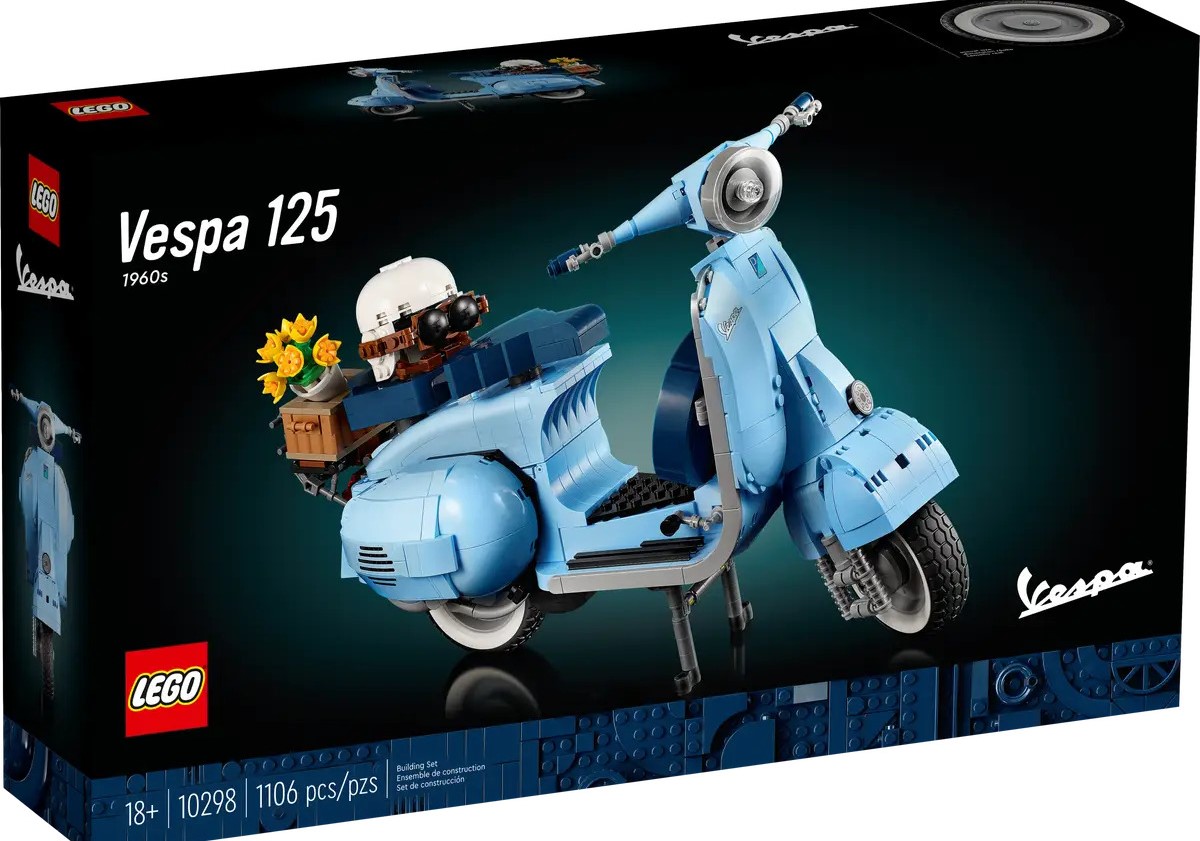 Vespa
LEGO
LEGO
Vespa
Vespa 125
1960s
Vespa
Vespa
LEGO
18+ | 10298 | 1106 pcs/pzs
Building Set
Ensemble de construction
Set de construcción